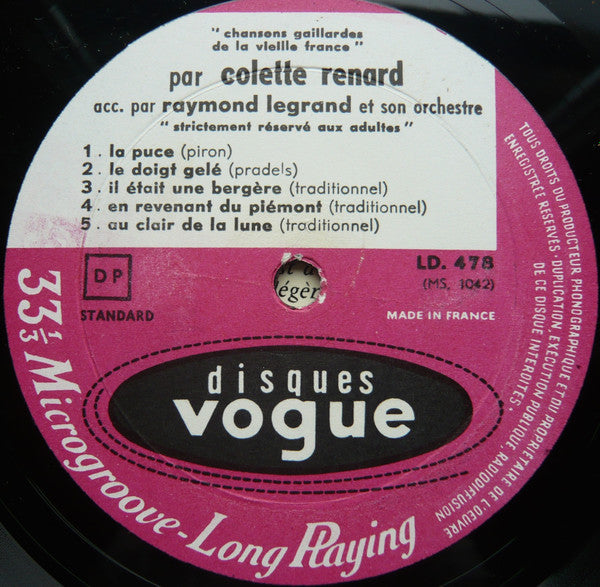 " chansons gaillardes
de la vieille france "
par colette renard
acc. par raymond legrand et son orchestre
" strictement réservé aux adultes "
1 . la puce (piron)
2 . le doigt gelé (pradels)
3 . il était une bergère (traditionnel)
4 . en revenant du piémont (traditionnel)
5 . au clair de la lune (traditionnel)
DP
STANDARD
légèr
LD. 478
(MS. 1042)
MADE IN FRANCE
disques
vogue
33 1/3 Microgroove - Long Playing
TOUS DROITS DU PRODUCTEUR PHONOGRAPHIQUE ET DU PROPRIÉTAIRE DE L'ŒUVRE
ENREGISTRÉE RÉSERVÉS · DUPLICATION, EXÉCUTION PUBLIQUE, RADIODIFFUSION
DE CE DISQUE INTERDITES ·